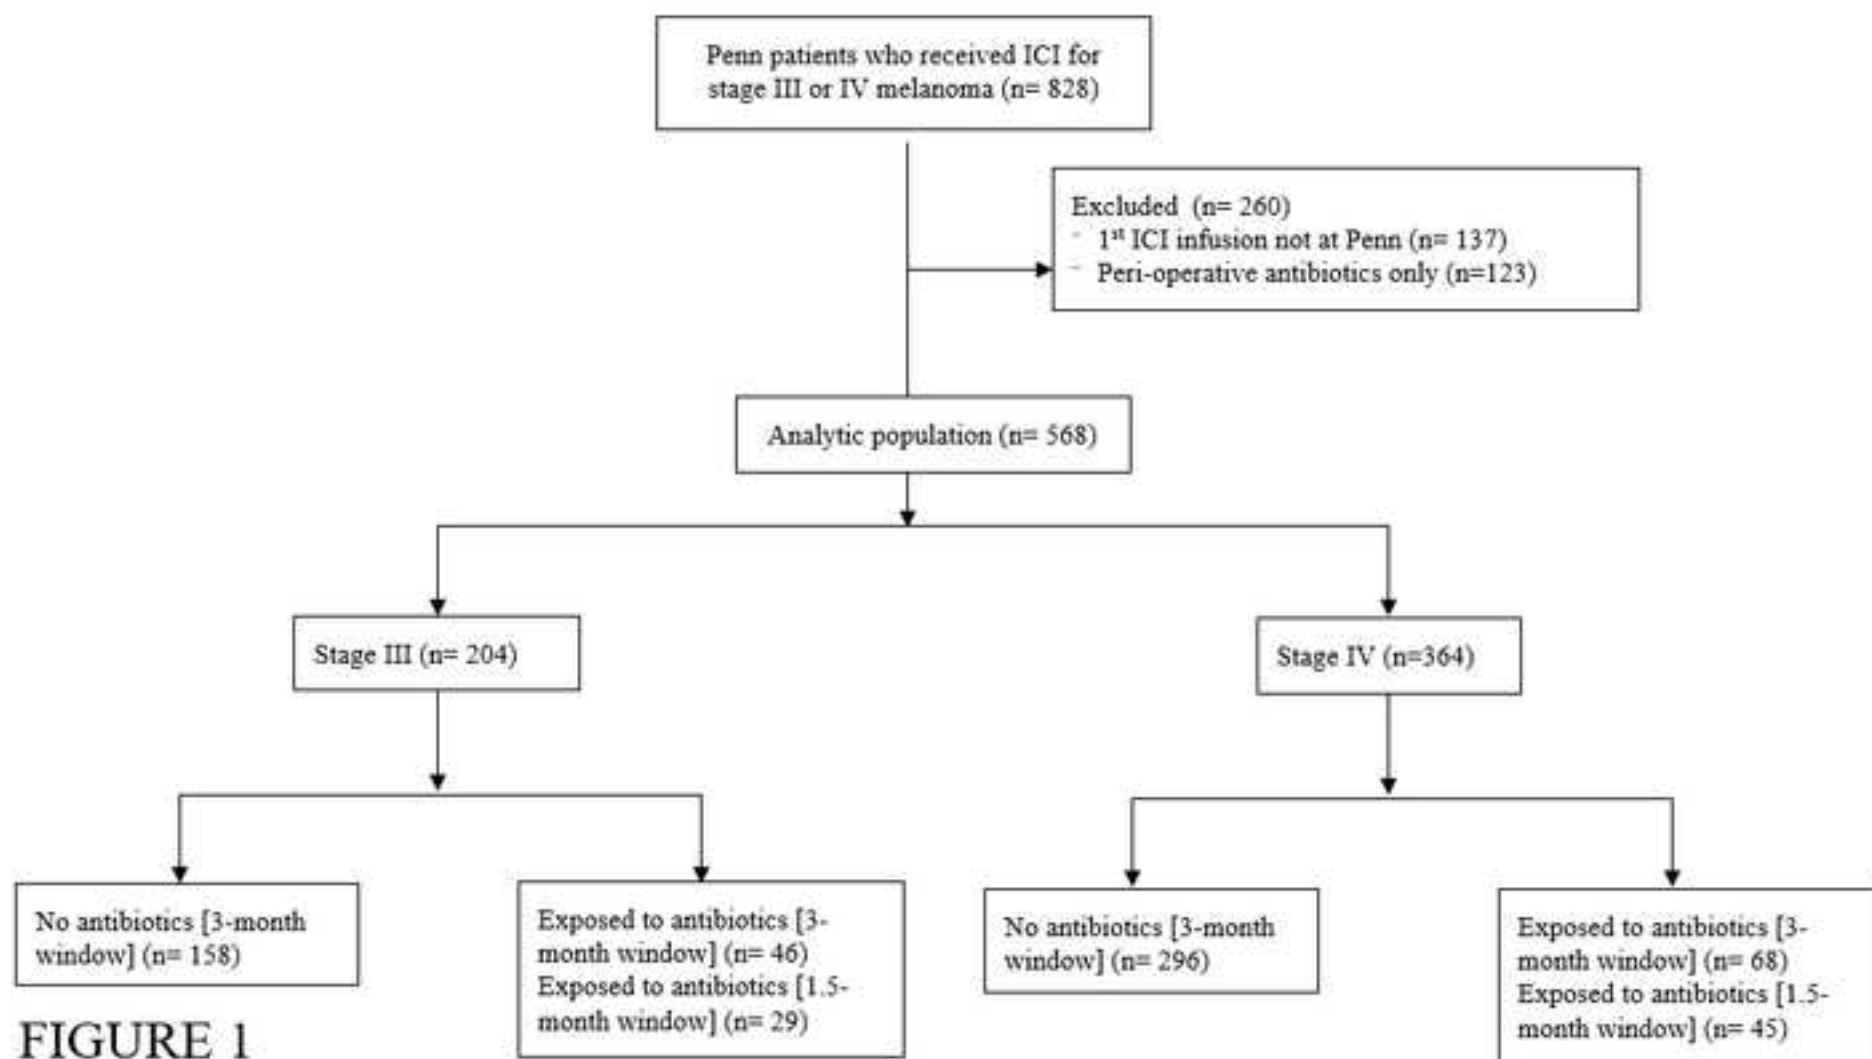 Penn patients who received ICI for
stage III or IV melanoma (n= 828)
Excluded  (n= 260)
- 1st ICI infusion not at Penn (n= 137)
- Peri-operative antibiotics only (n=123)
Analytic population (n= 568)
Stage III (n= 204)
Stage IV (n=364)
No antibiotics [3-month
window] (n= 158)
Exposed to antibiotics [3-
month window] (n= 46)
Exposed to antibiotics [1.5-
month window] (n= 29)
No antibiotics [3-month
window] (n= 296)
Exposed to antibiotics [3-
month window] (n= 68)
Exposed to antibiotics [1.5-
month window] (n= 45)
FIGURE 1